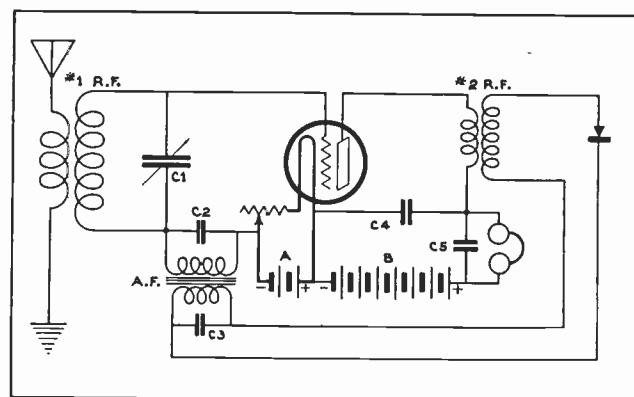 *1 R.F.
*2 R.F.
C1
C2
C4
C5
A.F.
A
B
- + - +
C3